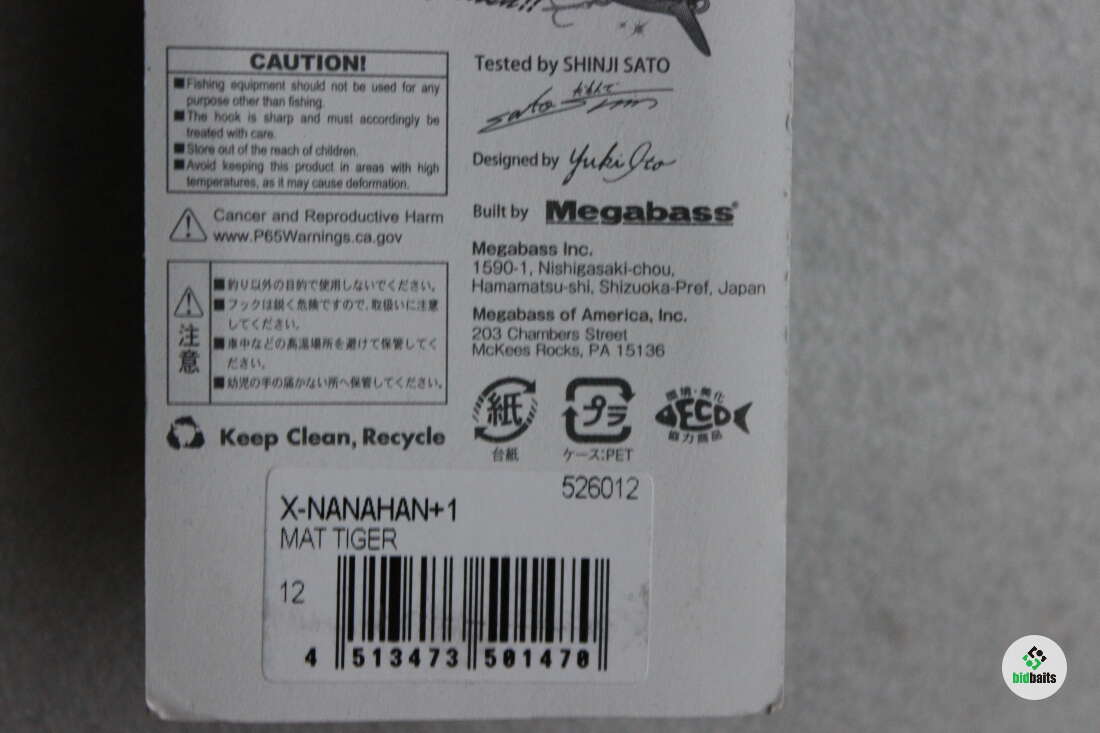 CAUTION!
■Fishing equipment should not be used for any
purpose other than fishing.
■The hook is sharp and must accordingly be
treated with care.
■Store out of the reach of children.
■Avoid keeping this product in areas with high
temperatures, as it may cause deformation.
Cancer and Reproductive Harm
www.P65Warnings.ca.gov
注意
■釣り以外の目的で使用しないでください。
■フックは鋭く危険ですので、取扱いに注意
してください。
■車中などの高温場所を避けて保管してく
ださい。
■幼児の手の届かない所へ保管してください。
Keep Clean, Recycle
Tested by SHINJI SATO
Designed by Yuki Ito
Built by Megabass®
Megabass Inc.
1590-1, Nishigasaki-chou,
Hamamatsu-shi, Shizuoka-Pref, Japan
Megabass of America, Inc.
203 Chambers Street
McKees Rocks, PA 15136
紙
台紙
プラ
ケース:PET
環境・美化
ECO
協力商品
526012
X-NANAHAN+1
MAT TIGER
12
4 513473 501470
bidbaits